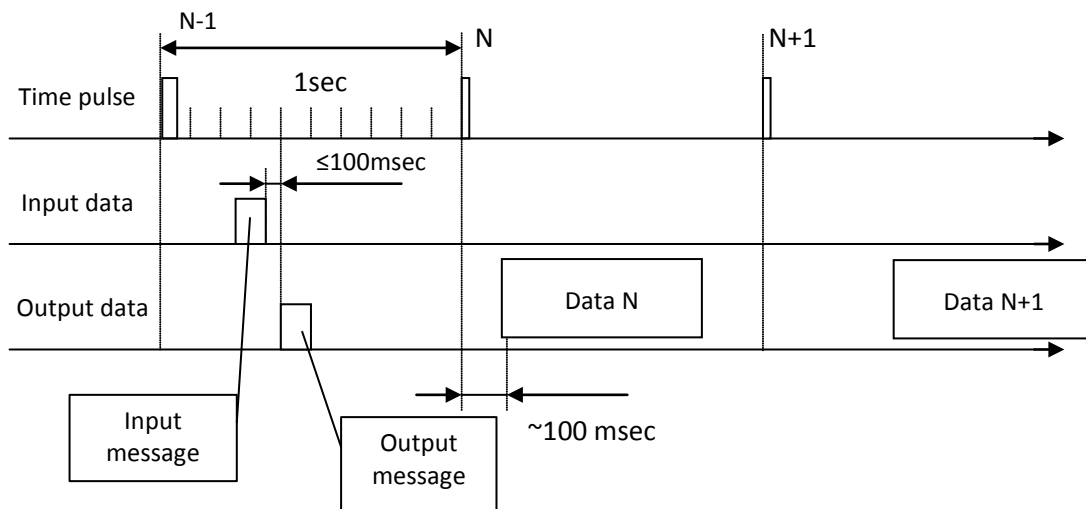 N-1
N
N+1
1sec
Time pulse
≤100msec
Input data
Output data
Data N
Data N+1
Input
message
Output
message
~100 msec